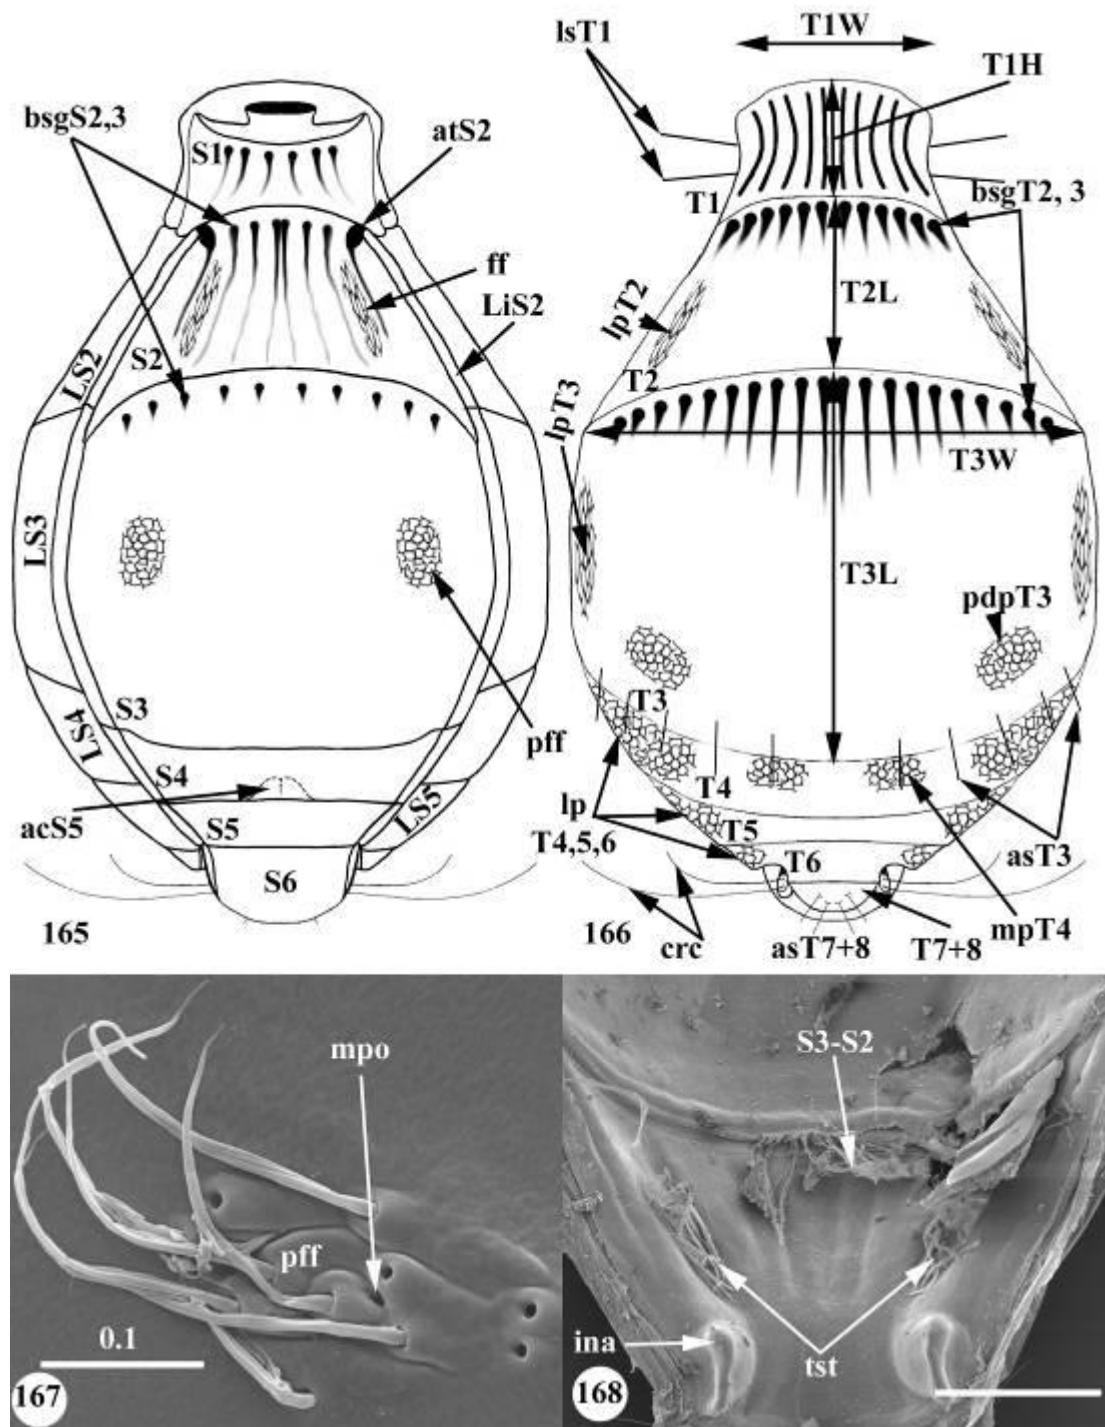 bsgS2,3
S1
atS2
ff
LiS2
S2
LS2
LS3
S3
pff
LS4
S4
acS5
S5
LS5
S6
165
lsT1
T1W
T1H
T1
bsgT2, 3
T2L
lpT2
T2
lpT3
T3W
T3L
pdpT3
T3
T4
lp
T4,5,6
T5
T6
asT3
mpT4
166
crc
asT7+8
T7+8
mpo
pff
0.1
167
S3-S2
ina
tst
168